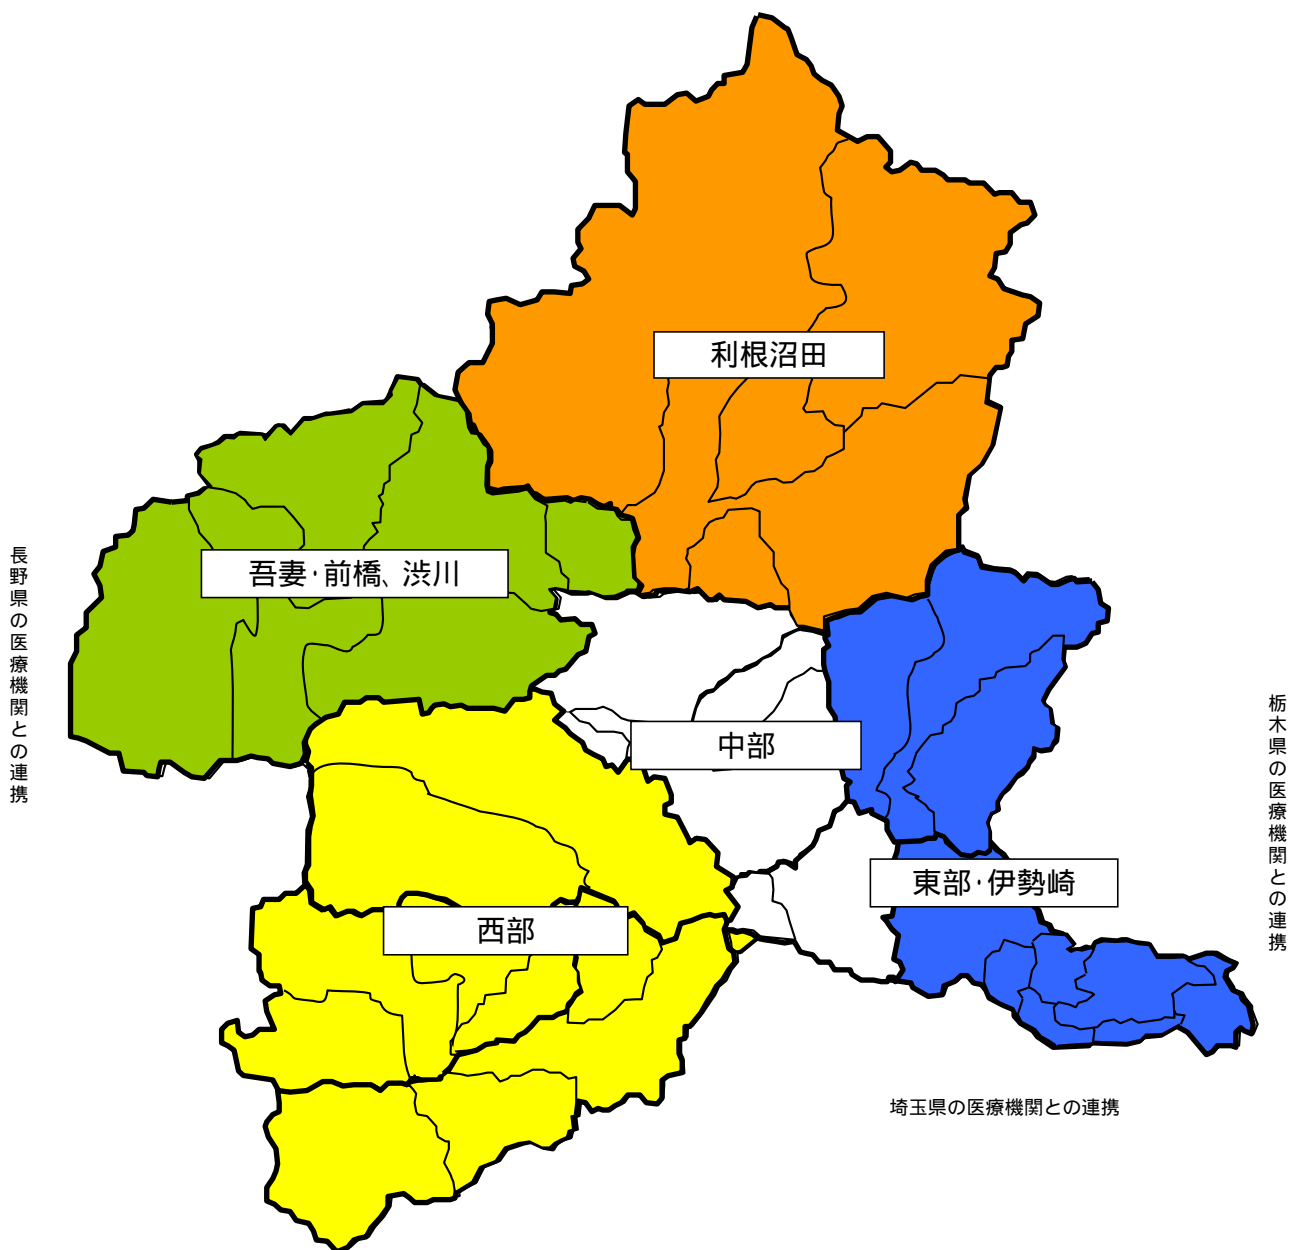 利根沼田
吾妻・前橋、渋川
長野県の医療機関との連携
中部
栃木県の医療機関との連携
東部・伊勢崎
西部
埼玉県の医療機関との連携